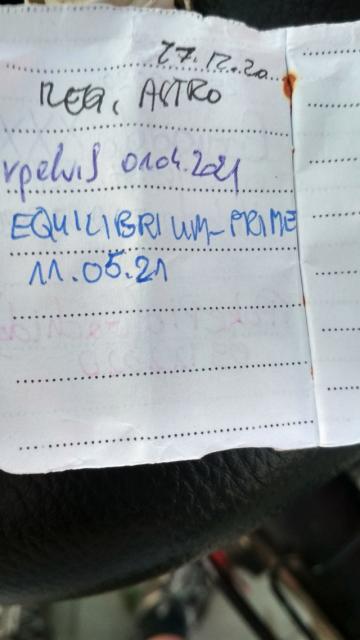 27.12.20
REG. ASTRO
rpelvis 01.04.2021
EQUILIBRIUM-PRIME
11.05.21